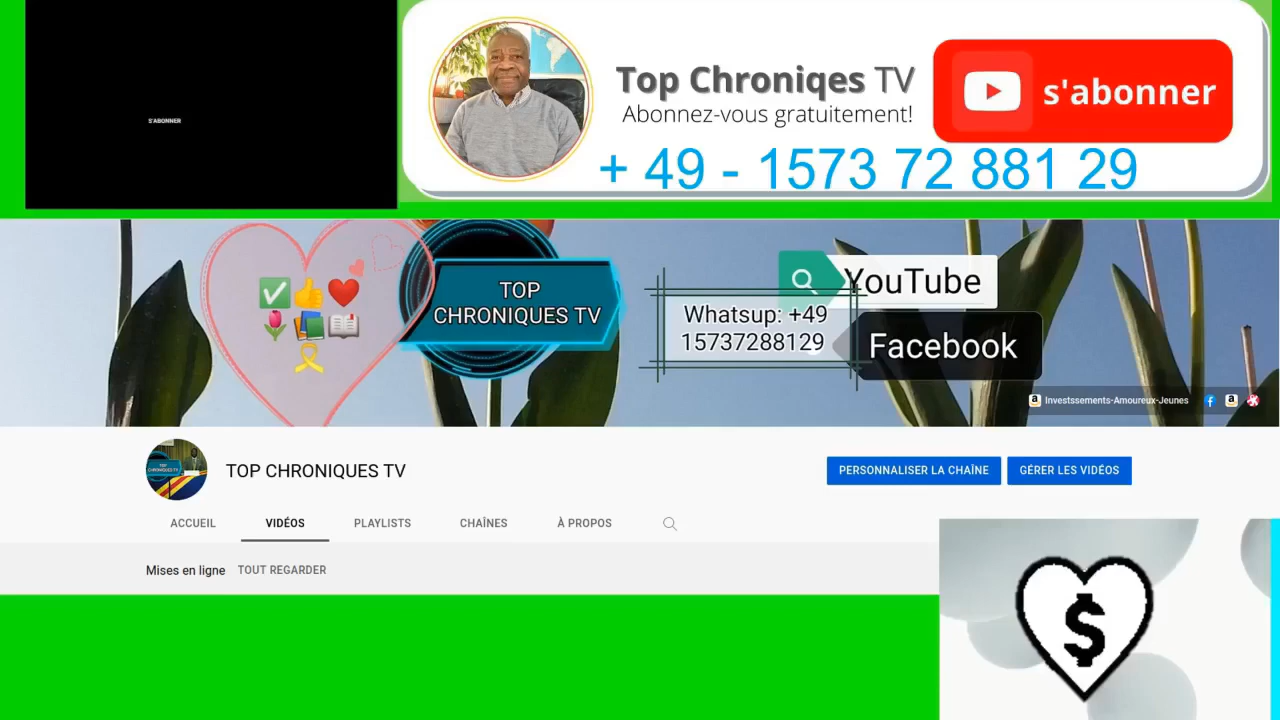 S'ABONNER
Top Chroniqes TV
Abonnez-vous gratuitement!
s'abonner
+ 49 - 1573 72 881 29
TOP
CHRONIQUES TV
Whatsup: +49
15737288129
YouTube
Facebook
Investssements-Amoureux-Jeunes
TOP CHRONIQUES TV
PERSONNALISER LA CHAÎNE
GÉRER LES VIDÉOS
ACCUEIL
VIDÉOS
PLAYLISTS
CHAÎNES
À PROPOS
Mises en ligne
TOUT REGARDER
$